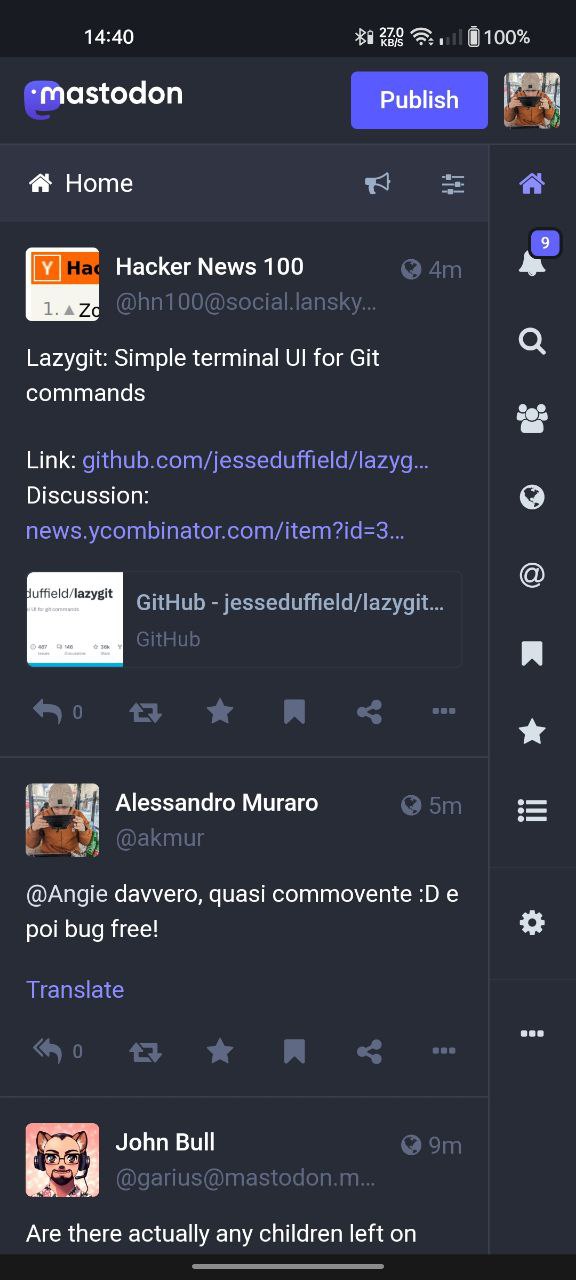 14:40
27.0
KB/S
100%
mastodon
Publish
Home
9
Y Hac
1. ▲ Zo
Hacker News 100
4m
@hn100@social.lansky...
Lazygit: Simple terminal UI for Git
commands
Link: github.com/jesseduffield/lazyg...
Discussion:
news.ycombinator.com/item?id=3...
duffield/lazygit
GitHub - jesseduffield/lazygit...
GitHub
0
Alessandro Muraro
5m
@akmur
@Angie davvero, quasi commovente :D e
poi bug free!
Translate
0
John Bull
9m
@garius@mastodon.m...
Are there actually any children left on